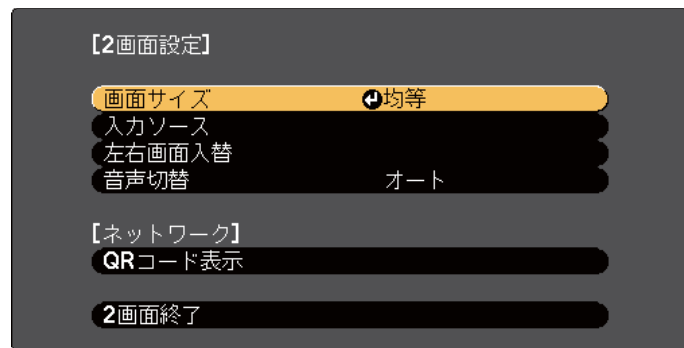 [2画面設定]
画面サイズ 均等
入力ソース
左右画面入替
音声切替 オート
[ネットワーク]
QRコード表示
2画面終了